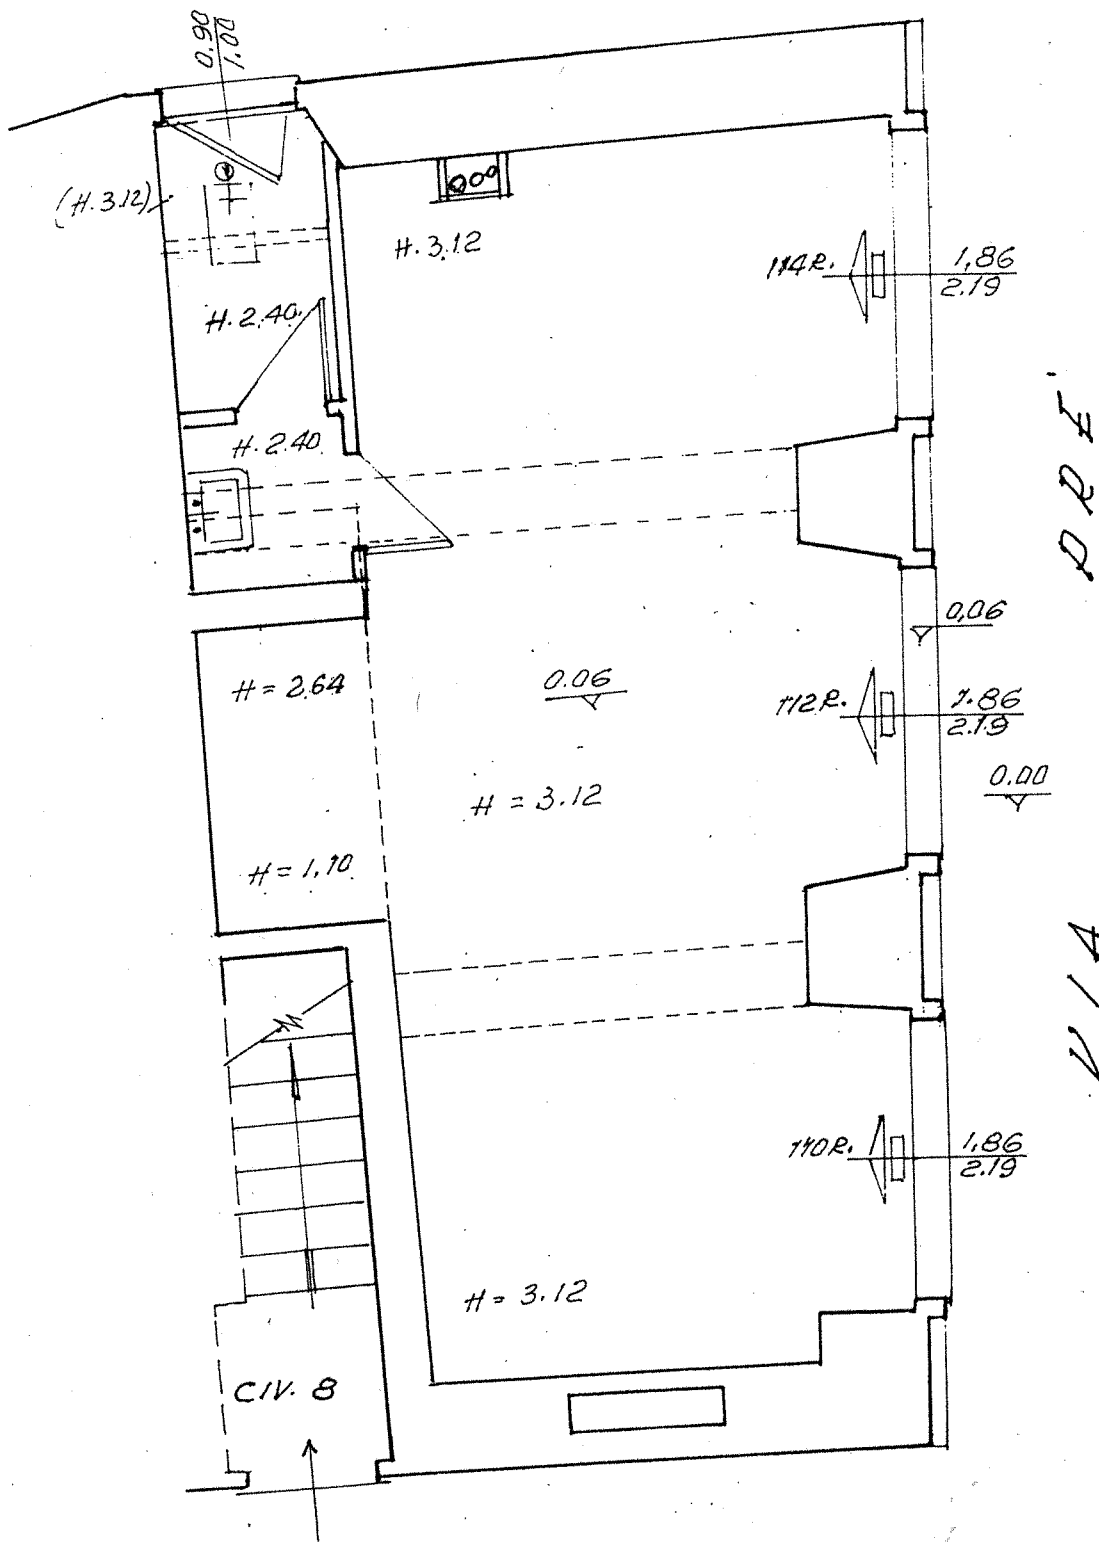 0.90
1.00
(H.3.12)
H. 3.12
114R.
1,86
2.19
H. 2.40.
H. 2.40.
0,06
H = 2.64
0.06
112R.
1.86
2.19
0.00
H = 3.12
H = 1,70
110R.
1,86
2.19
H = 3.12
CIV. 8
VIA PRE'